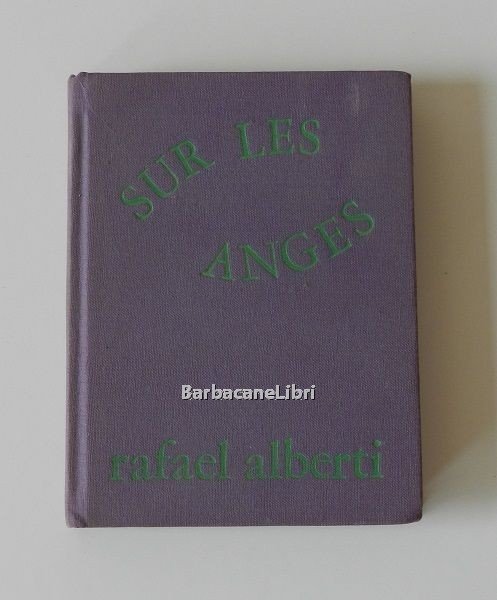 SUR LES
ANGES
BarbacaneLibri
rafael alberti